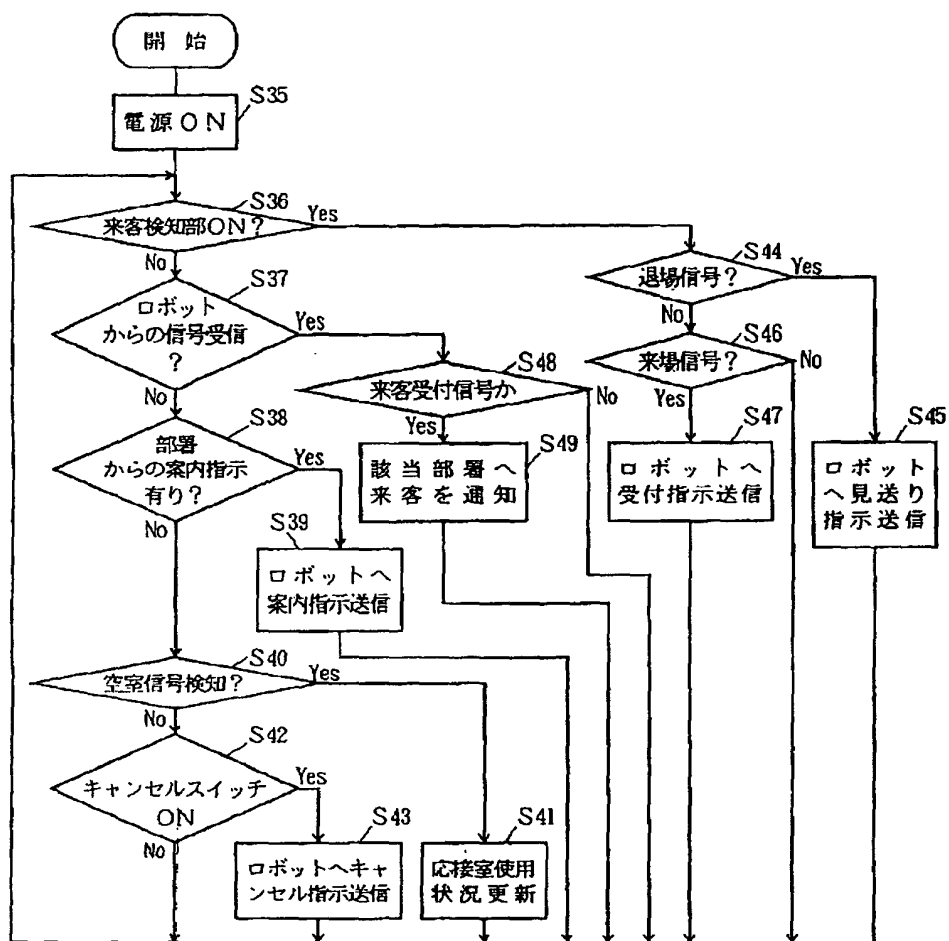 開始
S35
電源ON
S36
来客検知部ON?
Yes
No
S44
退場信号?
Yes
No
S37
ロボット
からの信号受信
?
Yes
No
S46
来場信号?
No
Yes
S48
来客受付信号か
No
Yes
S38
部署
からの案内指示
有り?
Yes
No
S49
該当部署へ
来客を通知
S47
ロボットへ
受付指示送信
S45
ロボット
へ見送り
指示送信
S39
ロボットへ
案内指示送信
S40
空室信号検知?
Yes
No
S42
キャンセルスイッチ
ON
Yes
No
S43
ロボットへキャ
ンセル指示送信
S41
応接室使用
状況更新